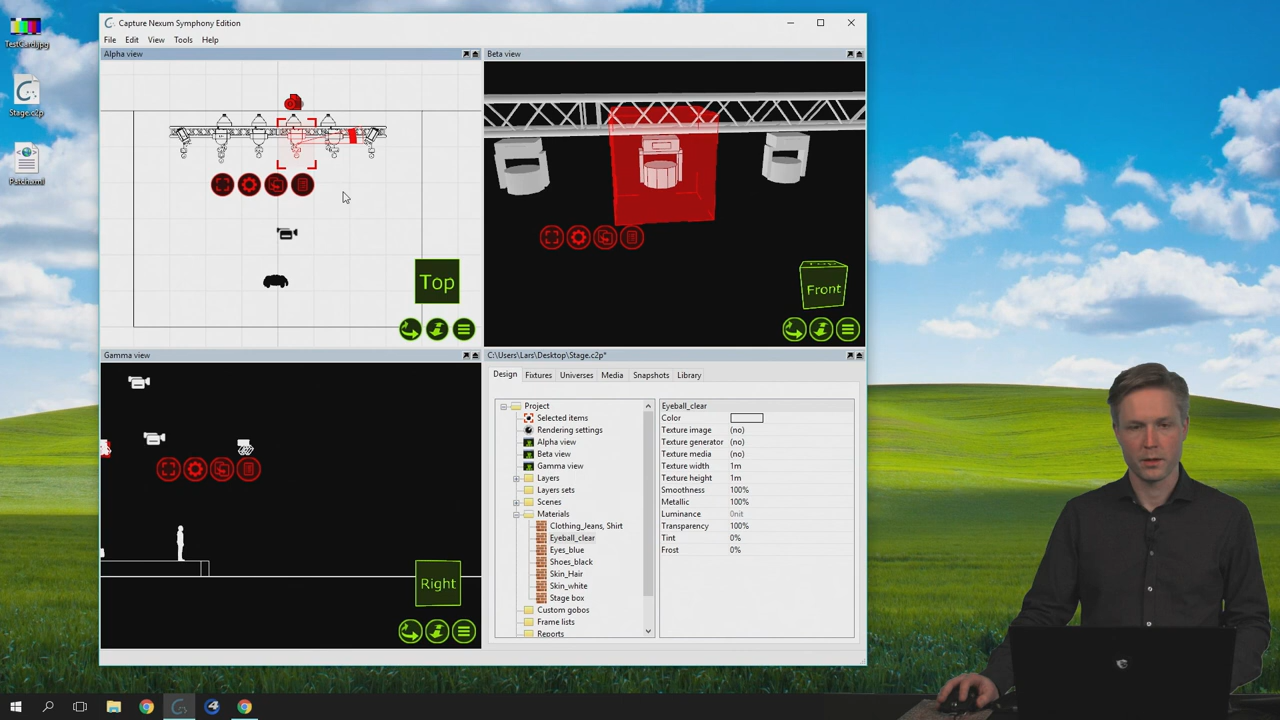 TestCard.jpg
Stage.c2p
Capture Nexum Symphony Edition
File Edit View Tools Help
Alpha view
Top
Beta view
Front
Gamma view
Right
C:\Users\Lars\Desktop\Stage.c2p*
Design Fixtures Universes Media Snapshots Library
Project
Selected items
Rendering settings
Alpha view
Beta view
Gamma view
Layers
Layers sets
Scenes
Materials
Clothing_Jeans, Shirt
Eyeball_clear
Eyes_blue
Shoes_black
Skin_Hair
Skin_white
Stage box
Custom gobos
Frame lists
Reports
Eyeball_clear
Color
Texture image (no)
Texture generator (no)
Texture media (no)
Texture width 1m
Texture height 1m
Smoothness 100%
Metallic 100%
Luminance 0nit
Transparency 100%
Tint 0%
Frost 0%